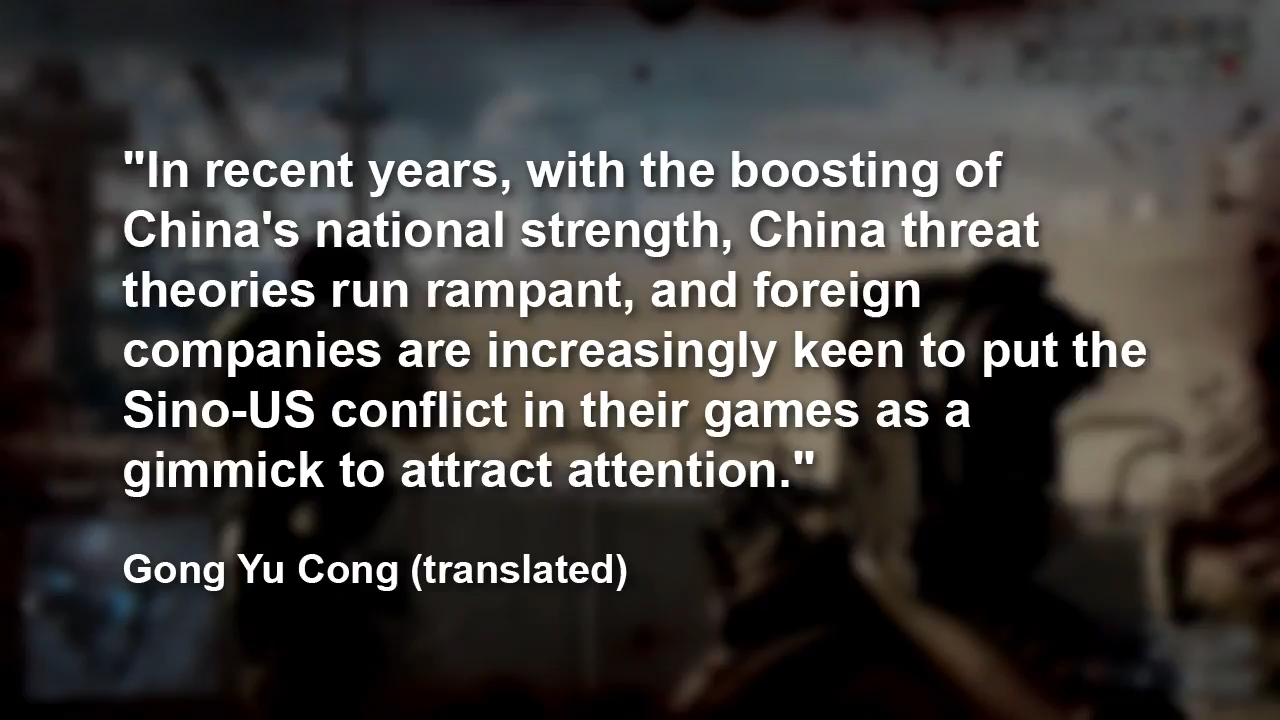 "In recent years, with the boosting of
China's national strength, China threat
theories run rampant, and foreign
companies are increasingly keen to put the
Sino-US conflict in their games as a
gimmick to attract attention."
Gong Yu Cong (translated)